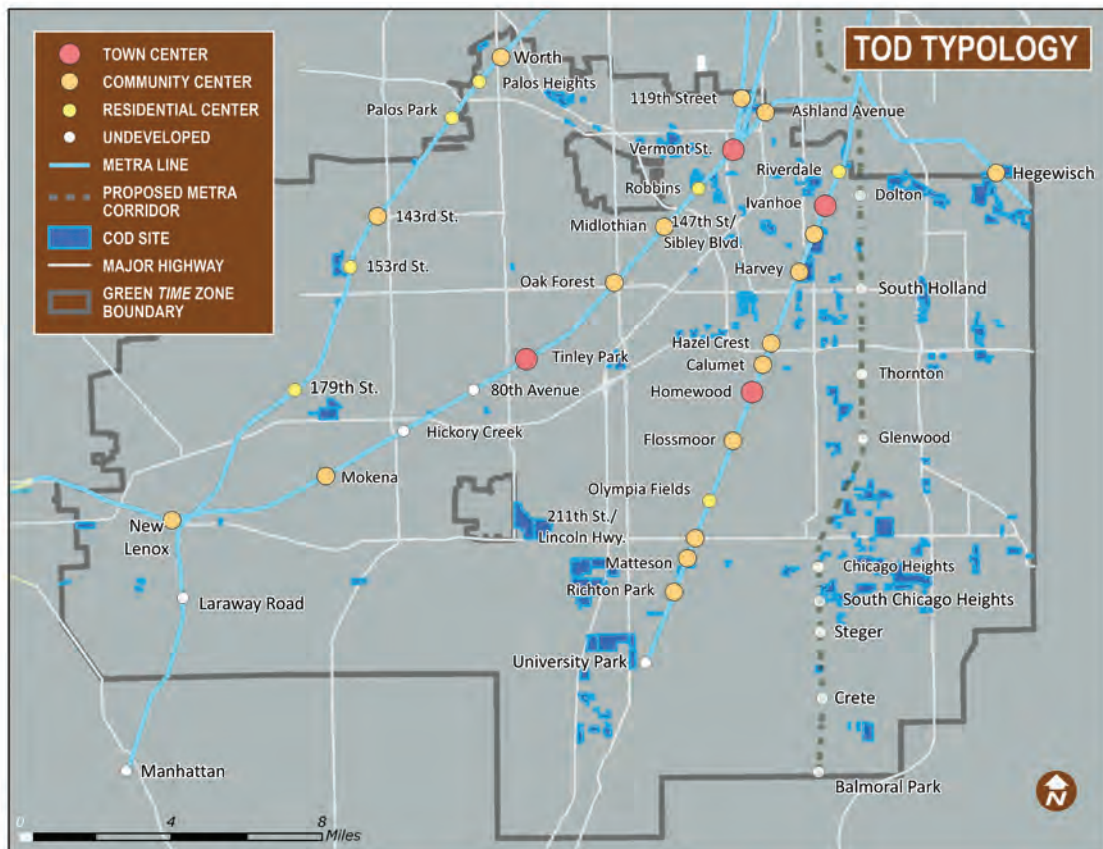 TOD TYPOLOGY
TOWN CENTER
COMMUNITY CENTER
RESIDENTIAL CENTER
UNDEVELOPED
METRA LINE
PROPOSED METRA
CORRIDOR
COD SITE
MAJOR HIGHWAY
GREEN TIME ZONE
BOUNDARY
Worth
Palos Heights
Palos Park
119th Street
Ashland Avenue
Vermont St.
Riverdale
Hegewisch
Robbins
Ivanhoe
Dolton
143rd St.
Midlothian
147th St/
Sibley Blvd.
153rd St.
Harvey
Oak Forest
South Holland
Hazel Crest
Tinley Park
Calumet
Thornton
179th St.
80th Avenue
Homewood
Hickory Creek
Flossmoor
Glenwood
Mokena
Olympia Fields
New
Lenox
211th St./
Lincoln Hwy.
Matteson
Chicago Heights
Richton Park
Laraway Road
South Chicago Heights
Steger
University Park
Crete
Manhattan
Balmoral Park
N
0 4 8
Miles